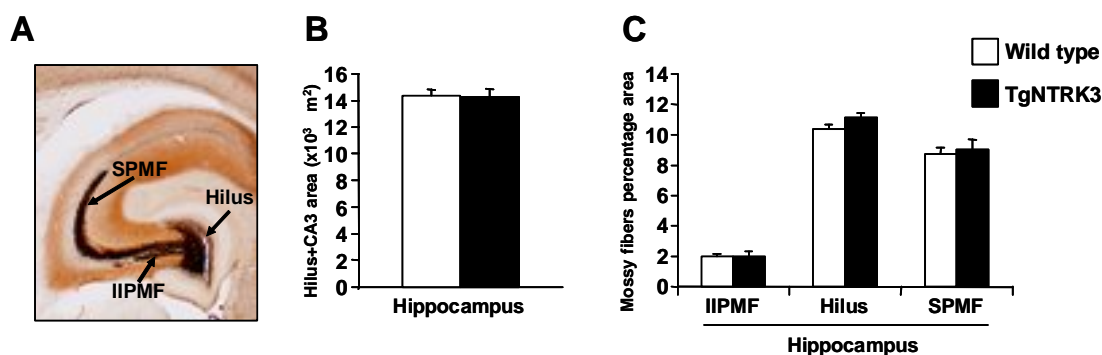 A
SPMF
Hilus
IIPMF
B
Hilus+CA3 area (x10³ m²)
16
14
12
10
8
6
4
2
0
Hippocampus
C
Wild type
TgNTRK3
Mossy fibers percentage area
14
12
10
8
6
4
2
0
IIPMF Hilus SPMF
Hippocampus